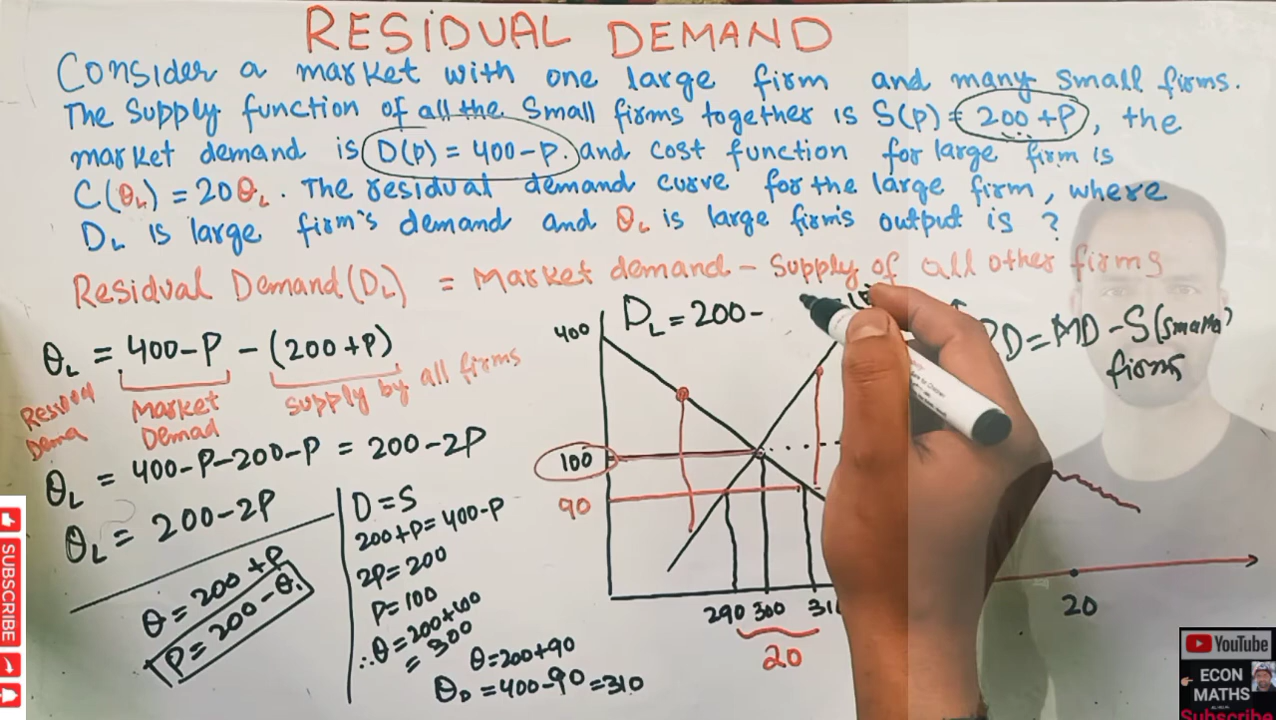 RESIDUAL DEMAND
Consider a market with one large firm and many small firms.
The supply function of all the small firms together is S(p) = 200+P, the
market demand is D(p) = 400-P. and cost function for large firm is
C(θL) = 20θL. The residual demand curve for the large firm, where
DL is large firm's demand and θL is large firm's output is ?
Residual Demand (DL) = Market demand - Supply of all other firms
θL = 400-P - (200+P)
Market
Demad
supply by all firms
θL = 400-P-200-P = 200-2P
θL = 200-2P
θ = 200+P
P = 200-θ.
D = S
200+P = 400-P
2P = 200
P = 100
= 300
θ = 200+90
θD = 400-90 = 310
DL = 200-
400
100
90
290 300 310
20
RD = MD - S (small)
firms
20
SUBSCRIBE
YouTube
ECON
MATHS
Subscribe